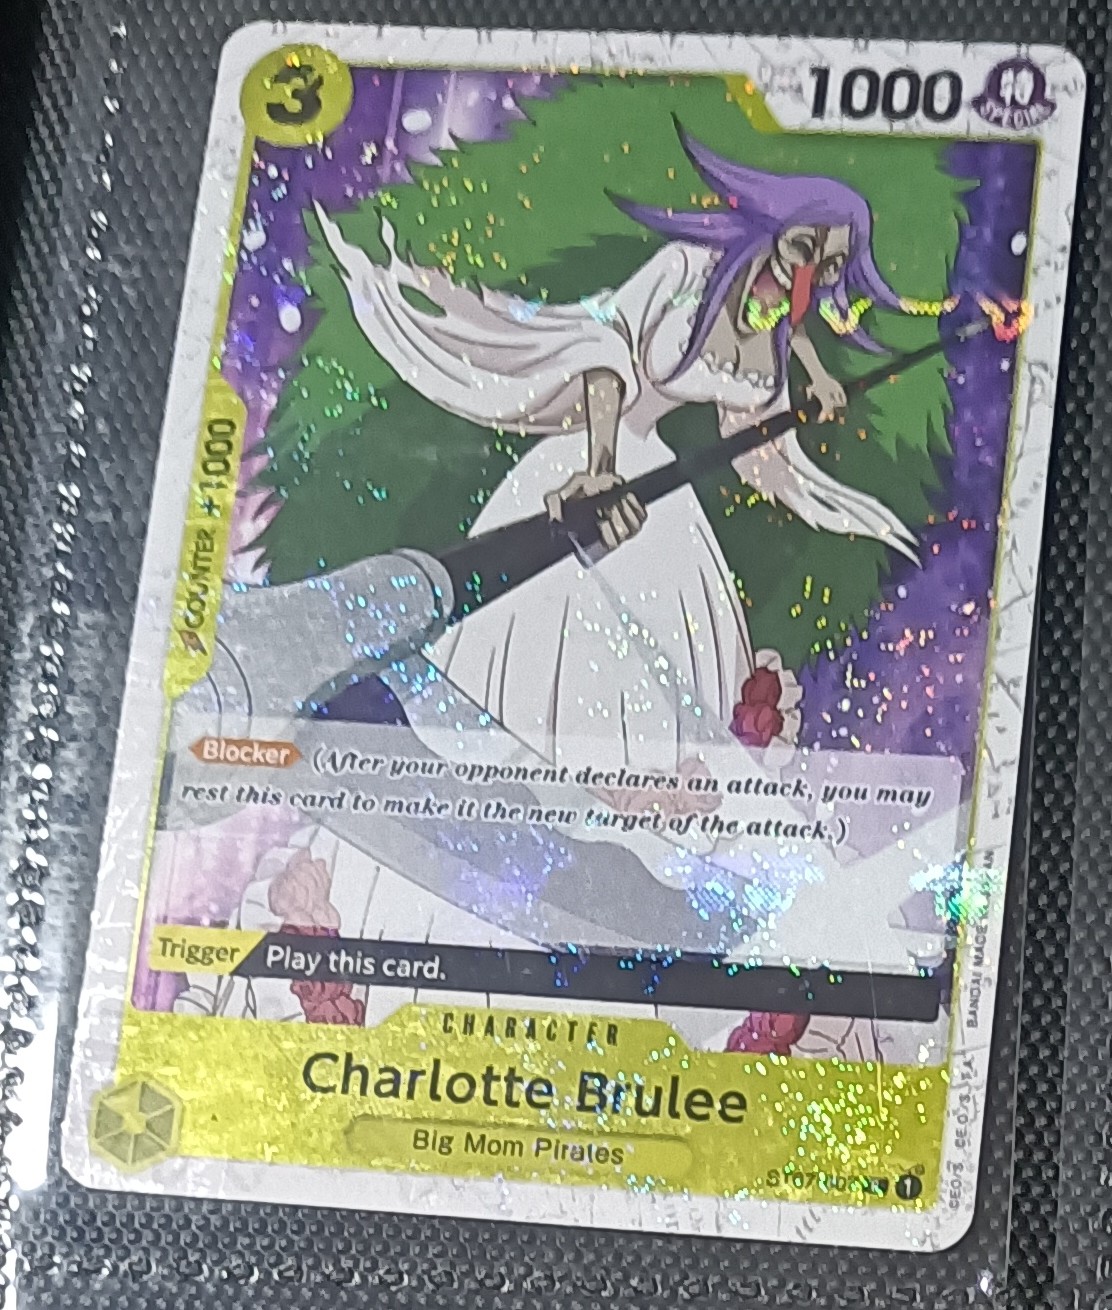 3
1000
SPECIAL
COUNTER +1000
Blocker (After your opponent declares an attack, you may
rest this card to make it the new target of the attack.)
Trigger Play this card.
CHARACTER
Charlotte Brulee
Big Mom Pirates
1